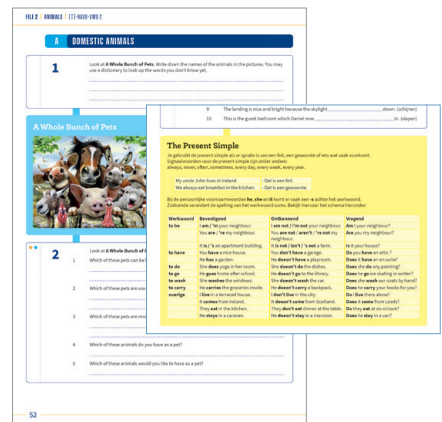 FILE 2 | ANIMALS | (T)-HAVO-VWO 2
A DOMESTIC ANIMALS
1
Look at A Whole Bunch of Pets. Write down the names of the animals in the pictures. You may
use a dictionary to look up the words you don't know yet.
A Whole Bunch of Pets
2
Look at A Whole B
1 Which of these pets can be
2 Which of these pets are you
3 Which of these pets are mo
4 Which of these animals do you have as a pet?
5 Which of these animals would you like to have as a pet?
52
9 The landing is nice and bright because the skylight down. (schijnen)
10 This is the guest bedroom which Daniel now in. (slapen)
The Present Simple
Je gebruikt de present simple als er sprake is van een feit, een gewoonte of iets wat vaak voorkomt.
Signaalwoorden voor de present simple zijn onder andere:
always, never, often, sometimes, every day, every week, every year.
My uncle John lives in Ireland. - Dat is een feit.
We always eat breakfast in the kitchen. - Dat is een gewoonte.
Bij de persoonlijke voornaamwoorden he, she en it komt er vaak een -s achter het werkwoord.
Zodoende verandert de spelling van het werkwoord soms. Bekijk hiervoor het schema hieronder.
Werkwoord Bevestigend Ontkennend Vragend
to be I am / 'm your neighbour. I am not / I'm not your neighbour. Am I your neighbour?
You are / 're my neighbour. You are not / aren't / 're not my Are you my neighbour?
neighbour.
It is / 's an apartment building. It is not / isn't / 's not a farm. Is it your house?
to have You have a nice house. You don't have a garage. Do you have an attic ?
He has a garden. He doesn't have a playroom. Does it have an en suite?
to do She does yoga in her room. She doesn't do the dishes. Does she do any painting?
to go He goes home after school. He doesn't go to the library. Does he go ice skating in winter?
to wash She washes the windows. She doesn't wash the car. Does she wash our coats by hand?
to carry He carries the groceries inside. He doesn't carry a backpack. Does he carry your books for you?
overige I live in a terraced house. I don't live in the city. Do I live there alone?
It comes from Ireland. It doesn't come from Scotland. Does it come from Leeds?
They eat in the kitchen. They don't eat dinner at the table. Do they eat at six o'clock?
He stays in a caravan. He doesn't stay in a mansion. Does he stay in a van?